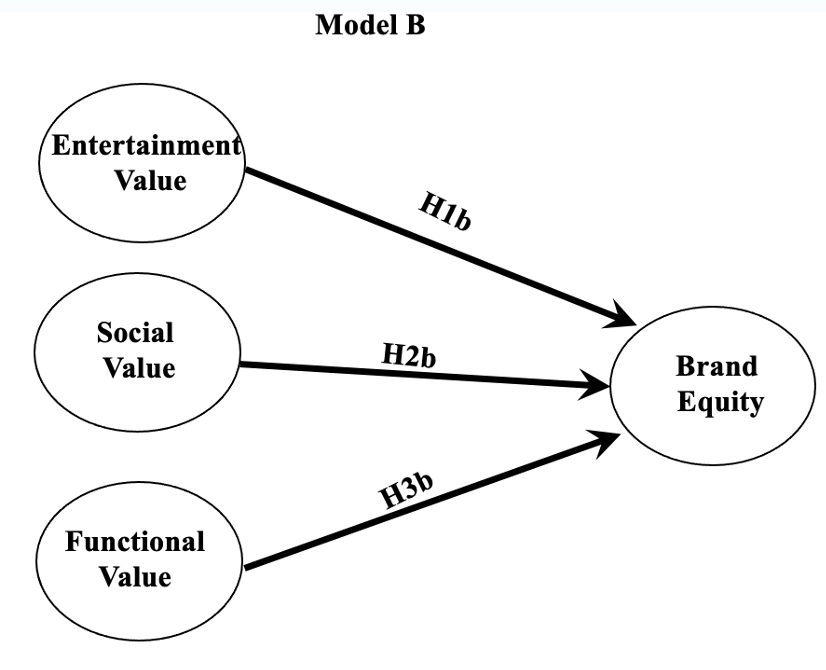 Model B
Entertainment
Value
H1b
Social
Value
H2b
Brand
Equity
H3b
Functional
Value